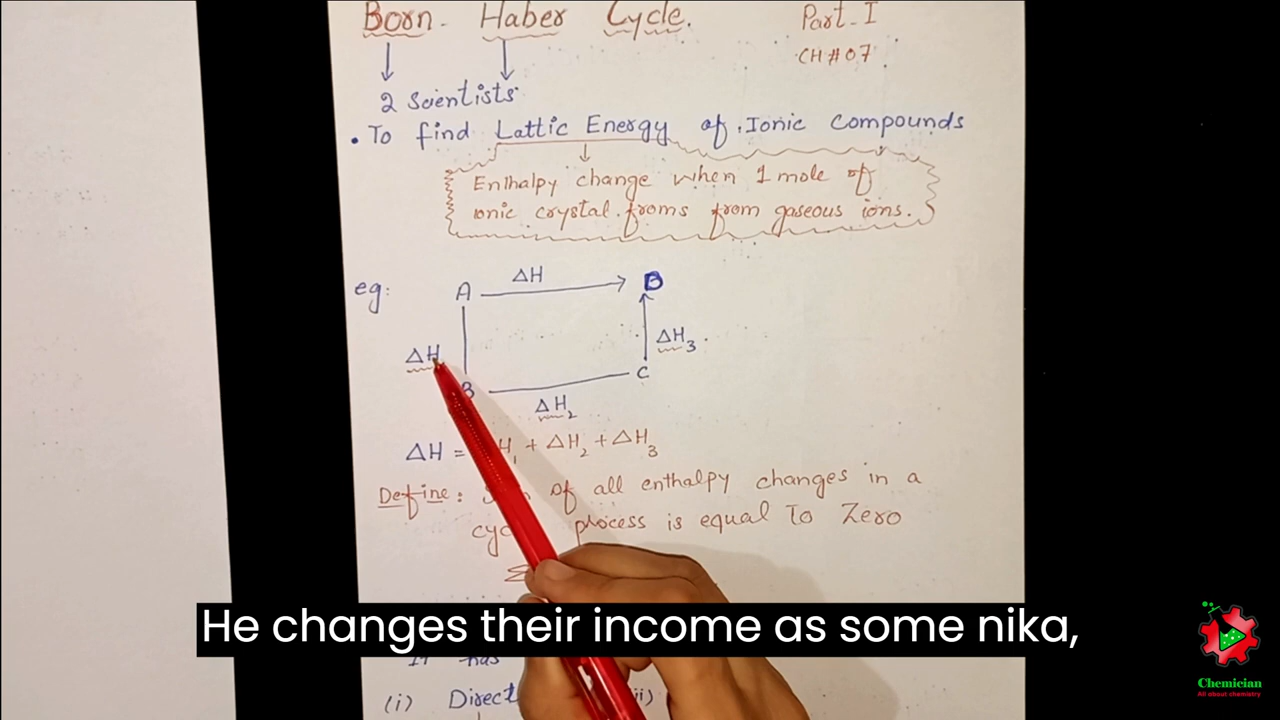 Born - Haber Cycle.
Part-I
CH#07
2 Scientists
• To find Lattic Energy of Ionic Compounds
Enthalpy change when 1 mole of
ionic crystal froms from gaseous ions.
eg:
A ΔH D
ΔH ΔH3
B C
ΔH2
ΔH = + ΔH2 + ΔH3
Define: of all enthalpy changes in a
process is equal To Zero
He changes their income as some nika,
It has
(i) Direct
Chemician
All about chemistry